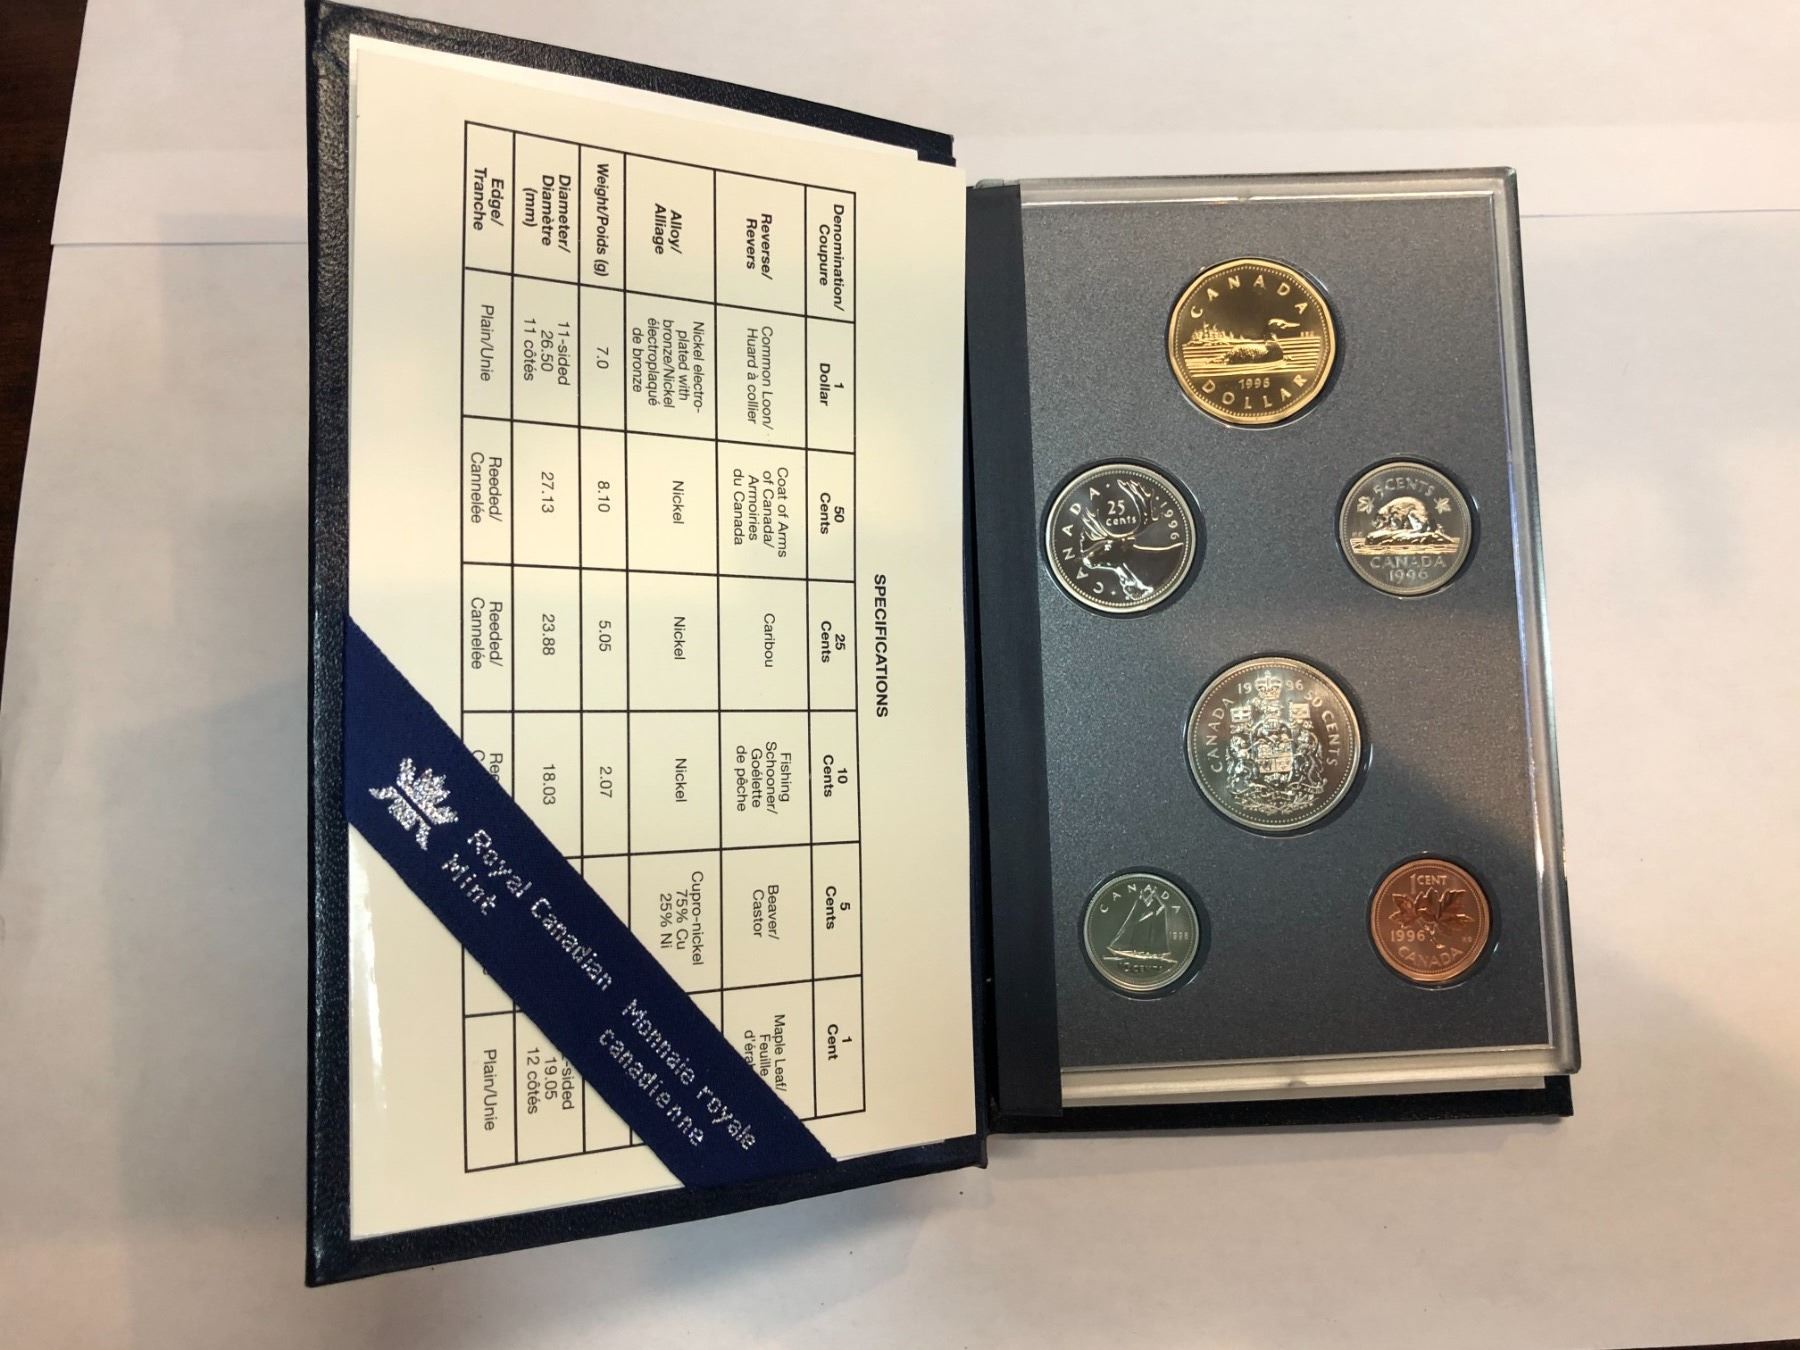 SPECIFICATIONS
Denomination/
Coupure
1
Dollar
50
Cents
25
Cents
10
Cents
5
Cents
1
Cent
Reverse/
Revers
Common Loon/
Huard à collier
Coat of Arms
of Canada/
Armoiries
du Canada
Caribou
Fishing
Schooner/
Goélette
de pêche
Beaver/
Castor
Maple Leaf/
Feuille
Alloy/
Alliage
Nickel electro-
plated with
bronze/Nickel
électroplaqué
de bronze
Nickel
Nickel
Nickel
Cupro-nickel
75% Cu
25% Ni
Weight/Poids (g)
7.0
8.10
5.05
2.07
Diameter/
Diamètre
(mm)
11-sided
26.50
11 côtés
27.13
23.88
18.03
-sided
19.05
12 côtés
Edge/
Tranche
Plain/Unie
Reeded/
Cannelée
Reeded/
Cannelée
Plain/Unie
Royal Canadian
Mint
Monnaie royale
canadienne
CANADA
1996
DOLLAR
CANADA
25
cents
1996
5 CENTS
CANADA
1996
1996
CANADA
50 CENTS
CANADA
1996
10 CENTS
1 CENT
1996
CANADA